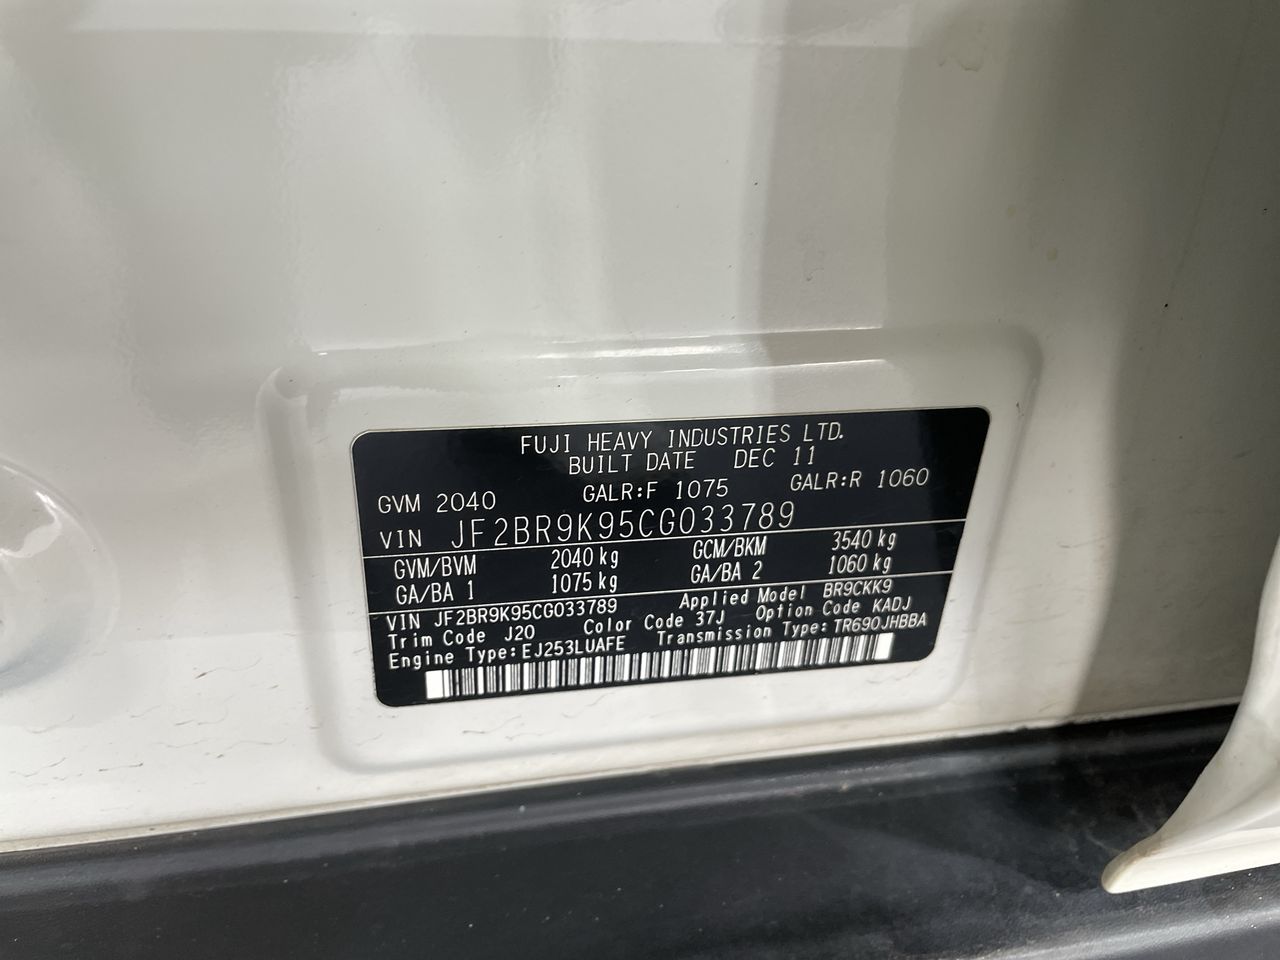 FUJI HEAVY INDUSTRIES LTD.
BUILT DATE DEC 11
GVM 2040 GALR:F 1075 GALR:R 1060
VIN JF2BR9K95CG033789
GVM/BVM 2040 kg GCM/BKM 3540 kg
GA/BA 1 1075 kg GA/BA 2 1060 kg
VIN JF2BR9K95CG033789 Applied Model BR9CKK9
Trim Code J20 Color Code 37J Option Code KADJ
Engine Type:EJ253LUAFE Transmission Type:TR690JHBBA